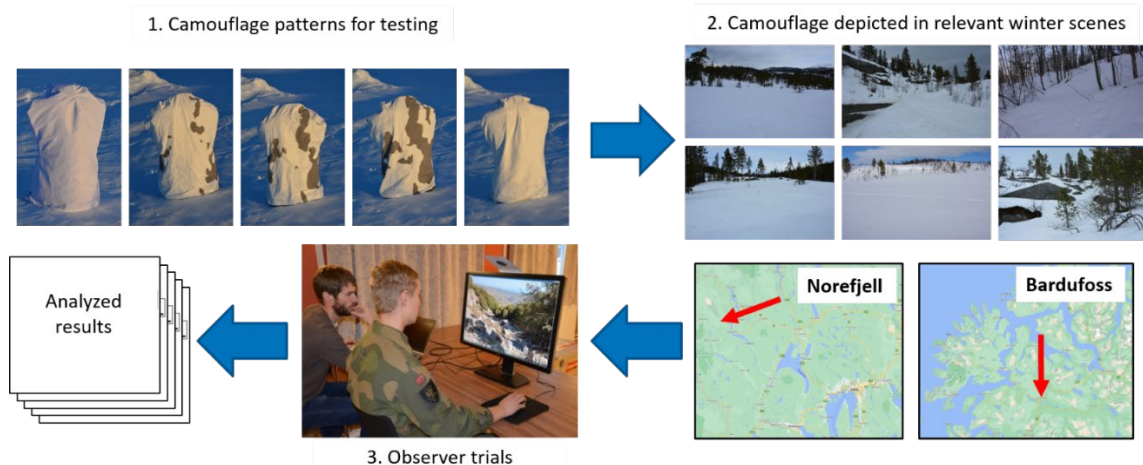 1. Camouflage patterns for testing
2. Camouflage depicted in relevant winter scenes
Norefjell
Bardufoss
3. Observer trials
Analyzed
results